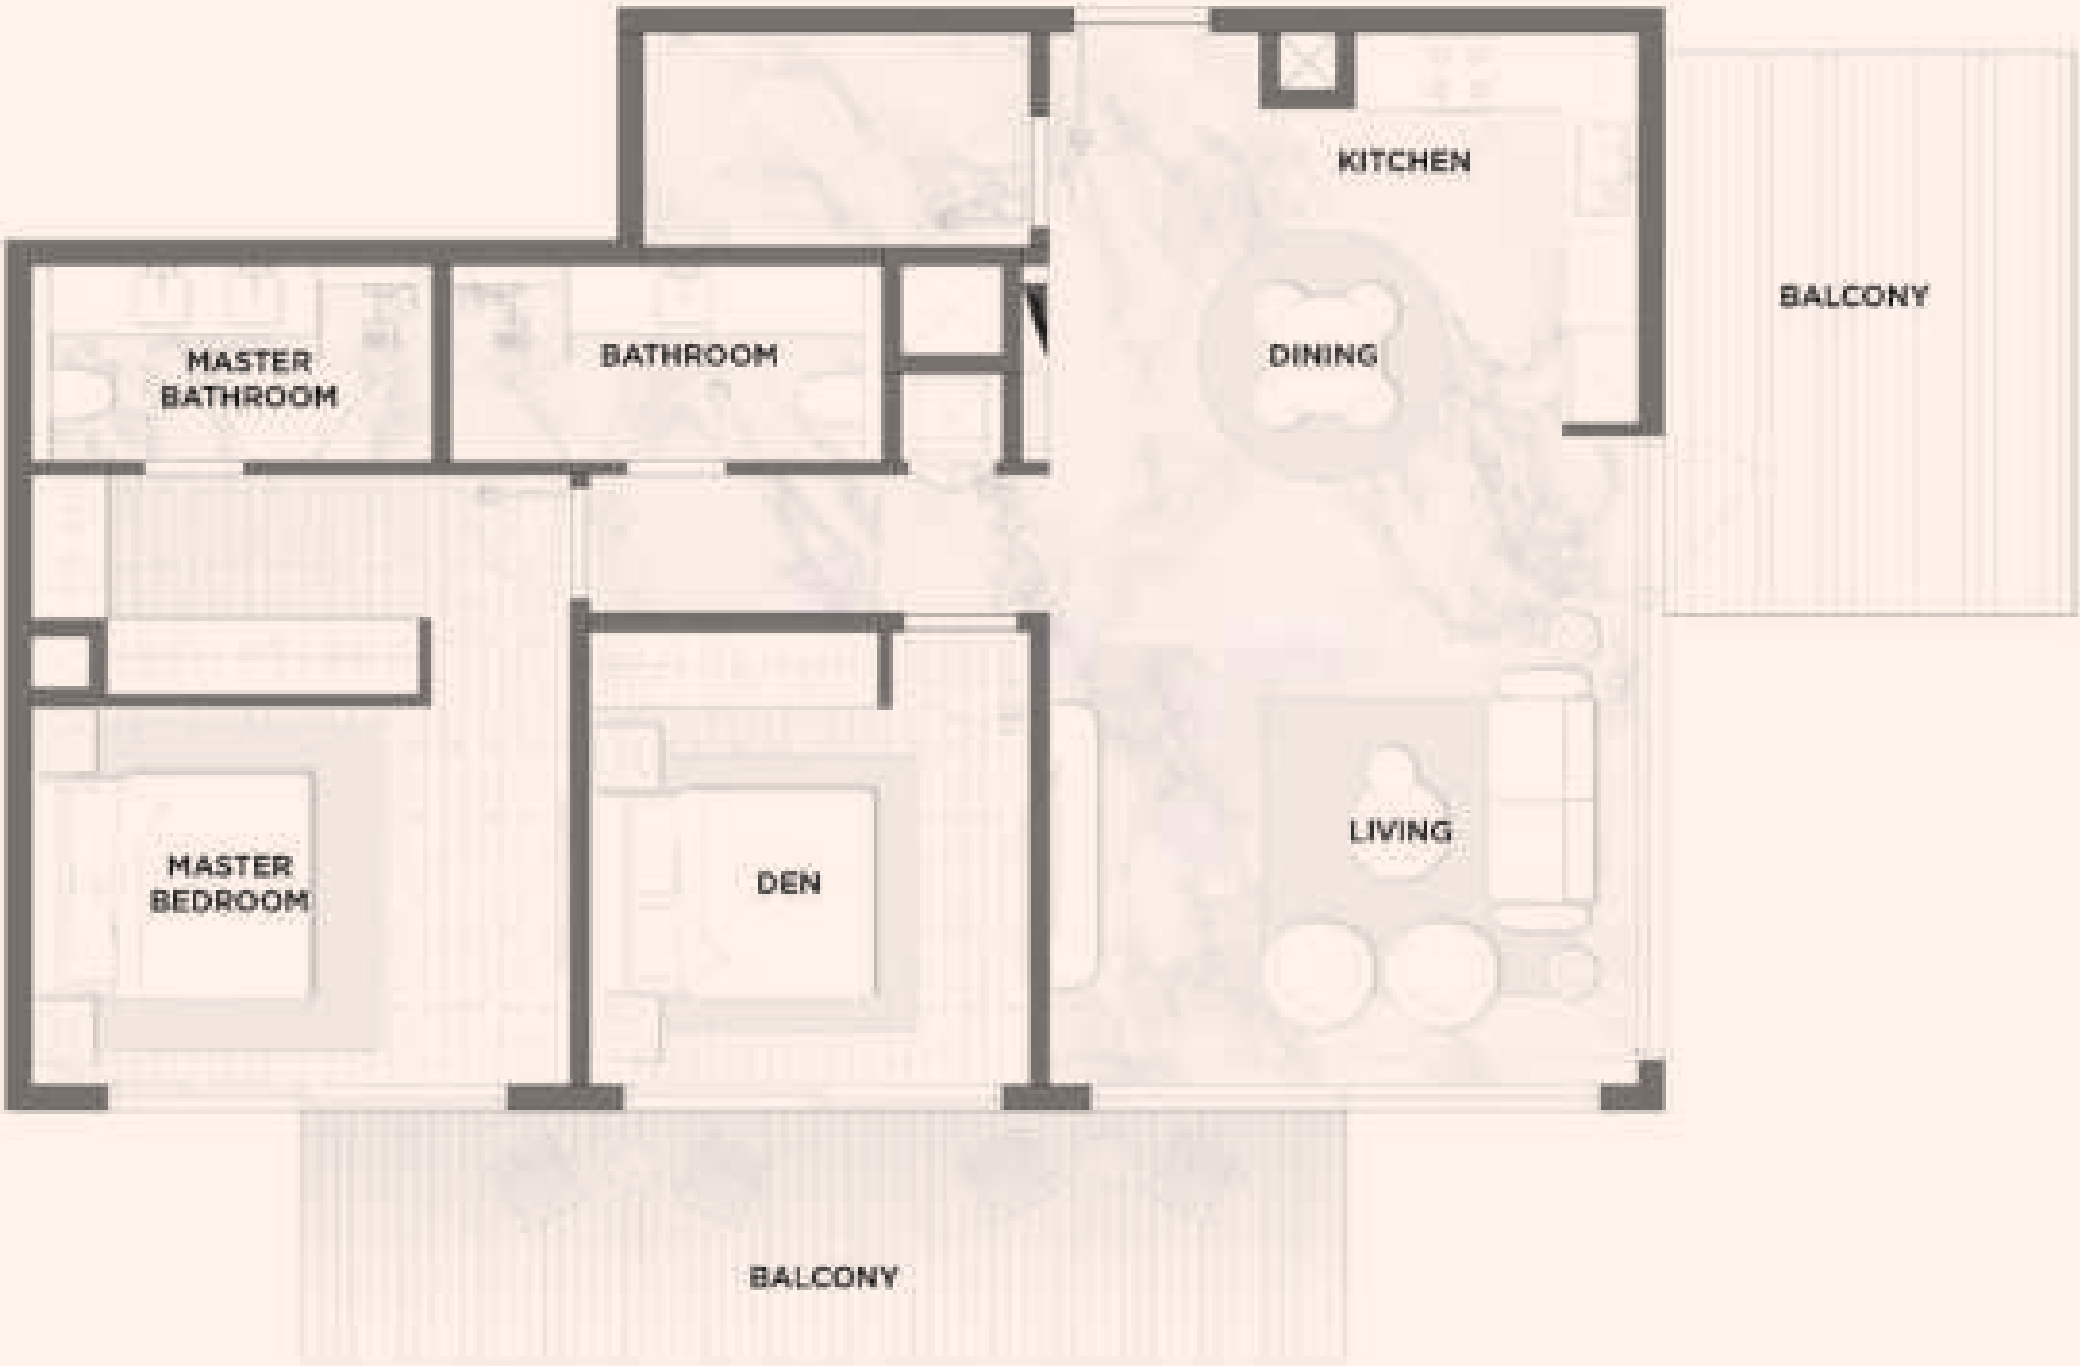 KITCHEN
BALCONY
DINING
BATHROOM
MASTER
BATHROOM
LIVING
MASTER
BEDROOM
DEN
BALCONY